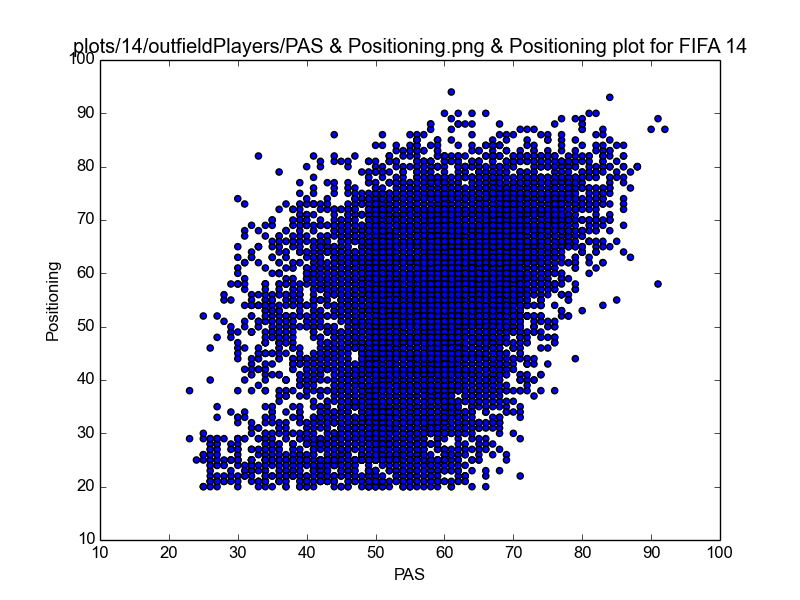 plots/14/outfieldPlayers/PAS & Positioning.png & Positioning plot for FIFA 14
100
90
80
70
60
50
40
30
20
10
Positioning
10 20 30 40 50 60 70 80 90 100
PAS